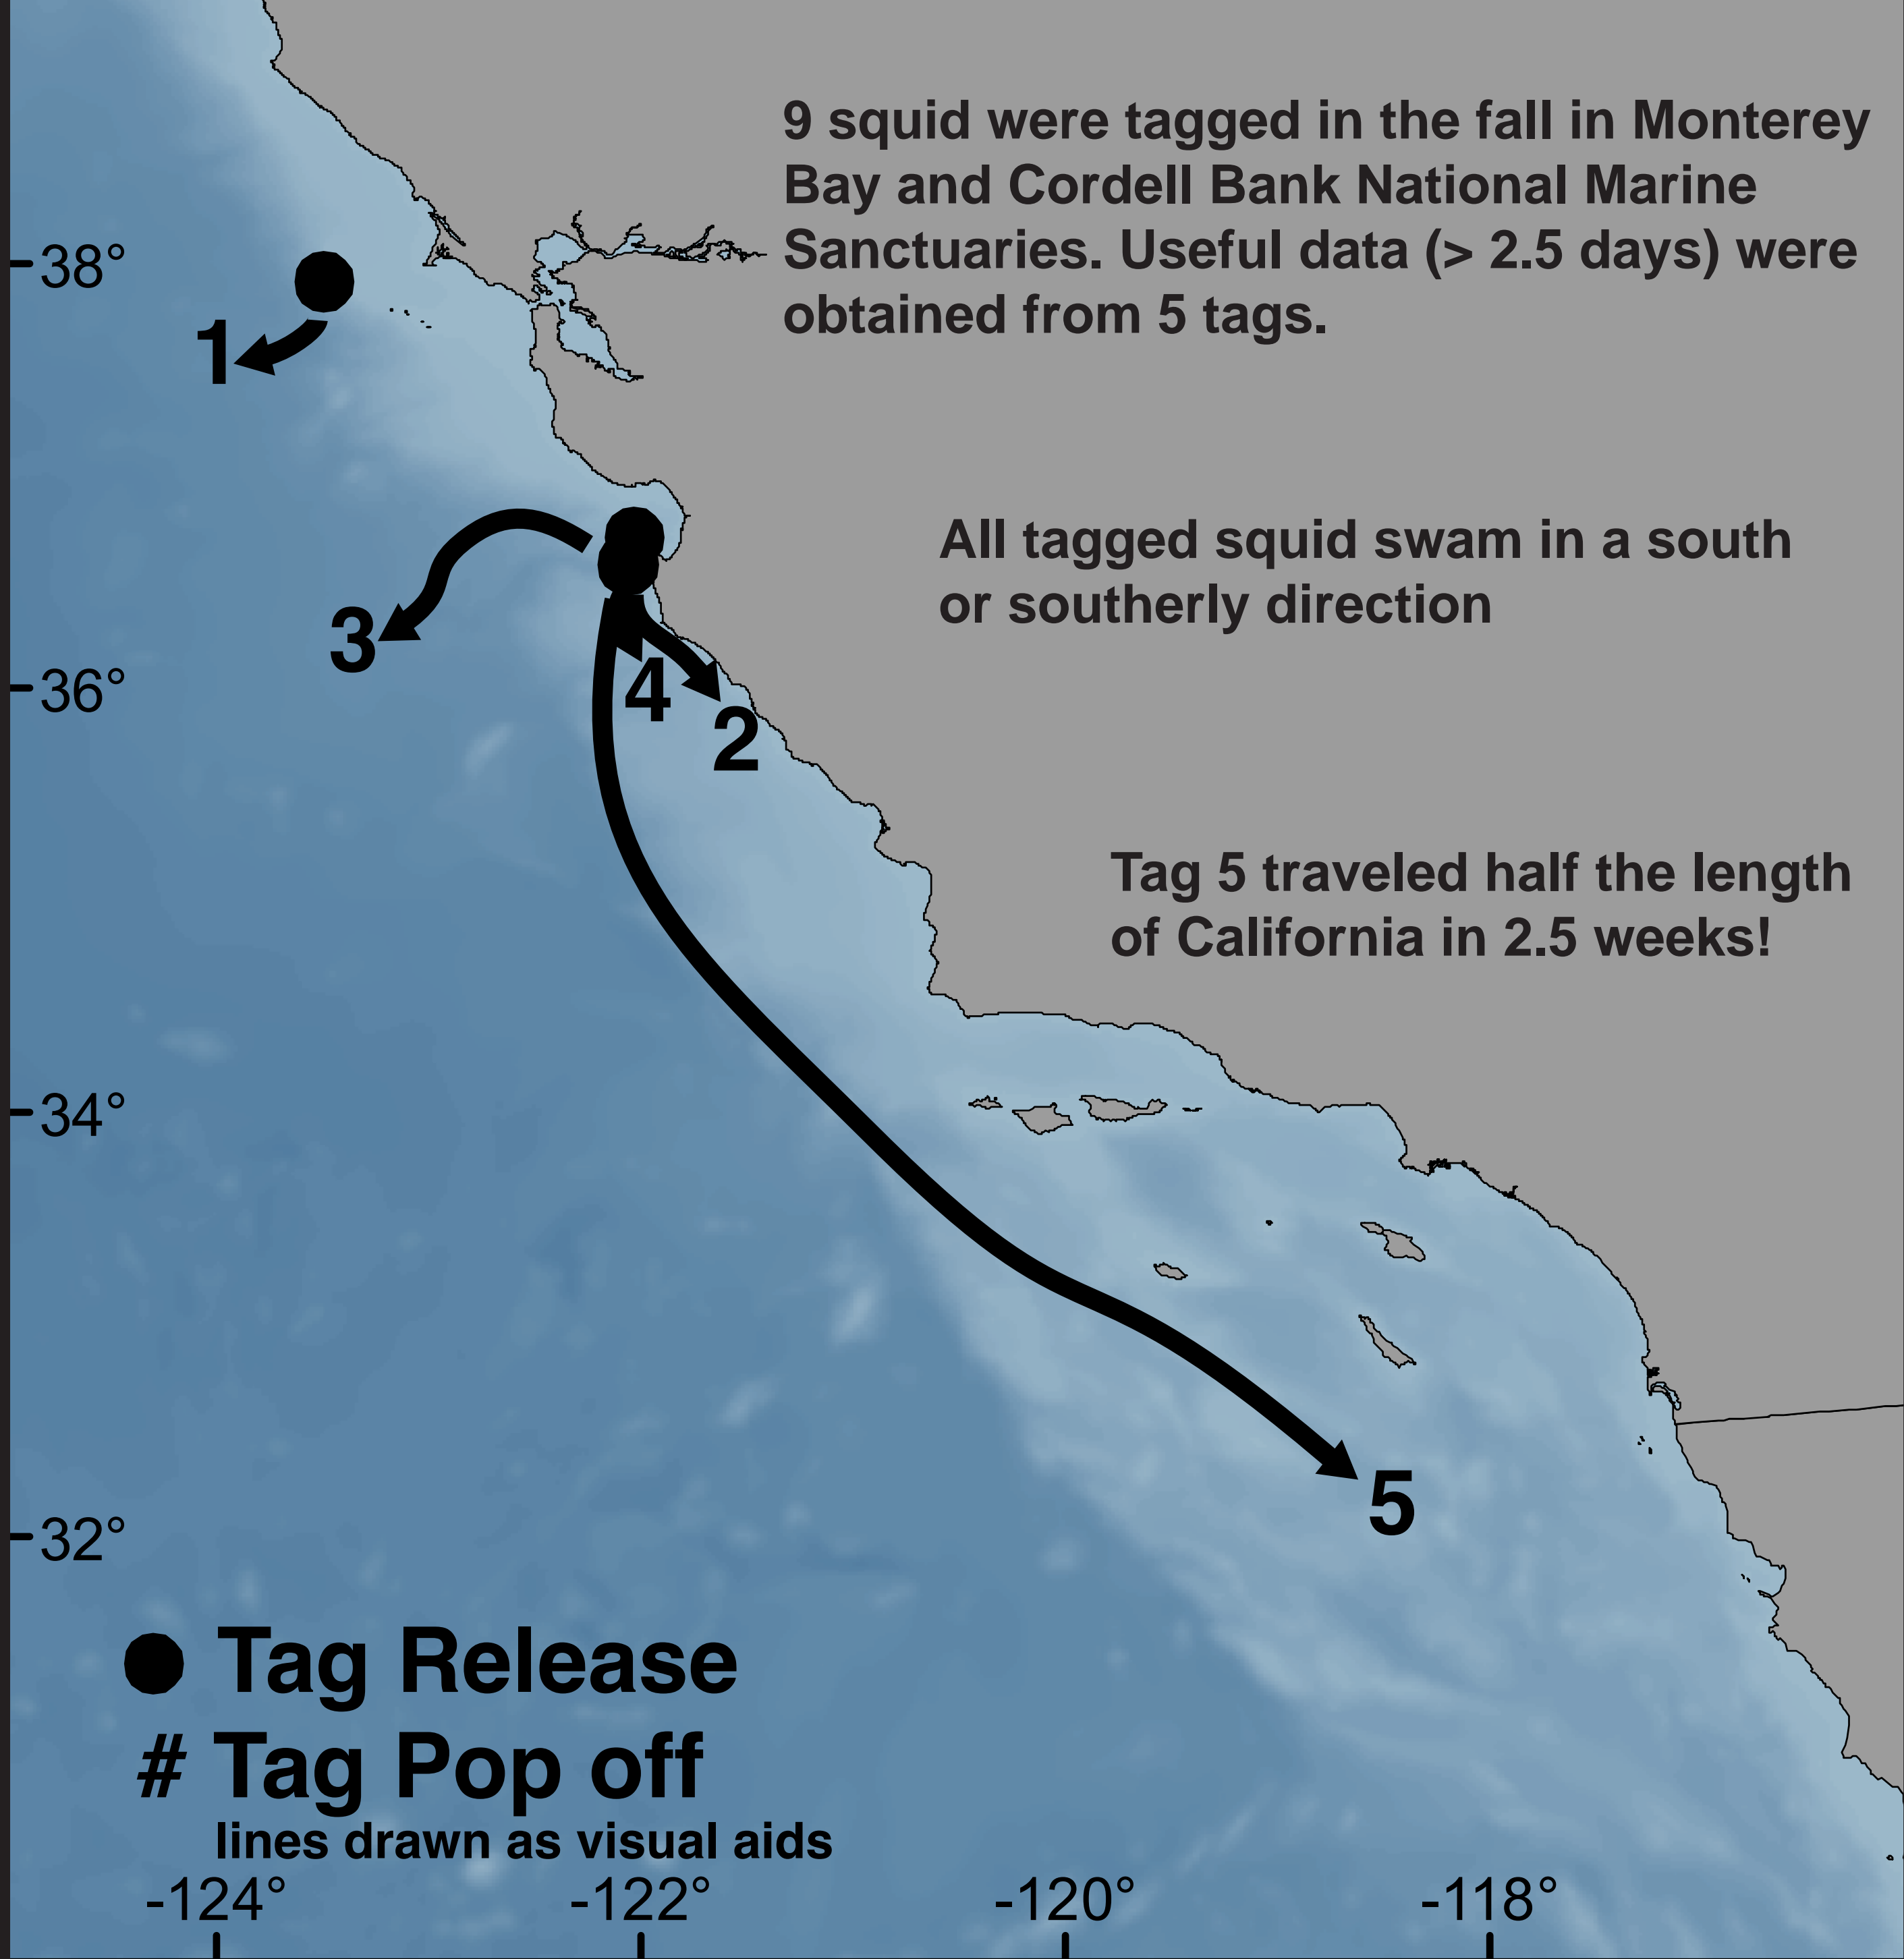 9 squid were tagged in the fall in Monterey
Bay and Cordell Bank National Marine
Sanctuaries. Useful data (> 2.5 days) were
obtained from 5 tags.
38°
1
All tagged squid swam in a south
or southerly direction
3
36°
4
2
Tag 5 traveled half the length
of California in 2.5 weeks!
34°
5
32°
Tag Release
# Tag Pop off
lines drawn as visual aids
-124°
-122°
-120°
-118°